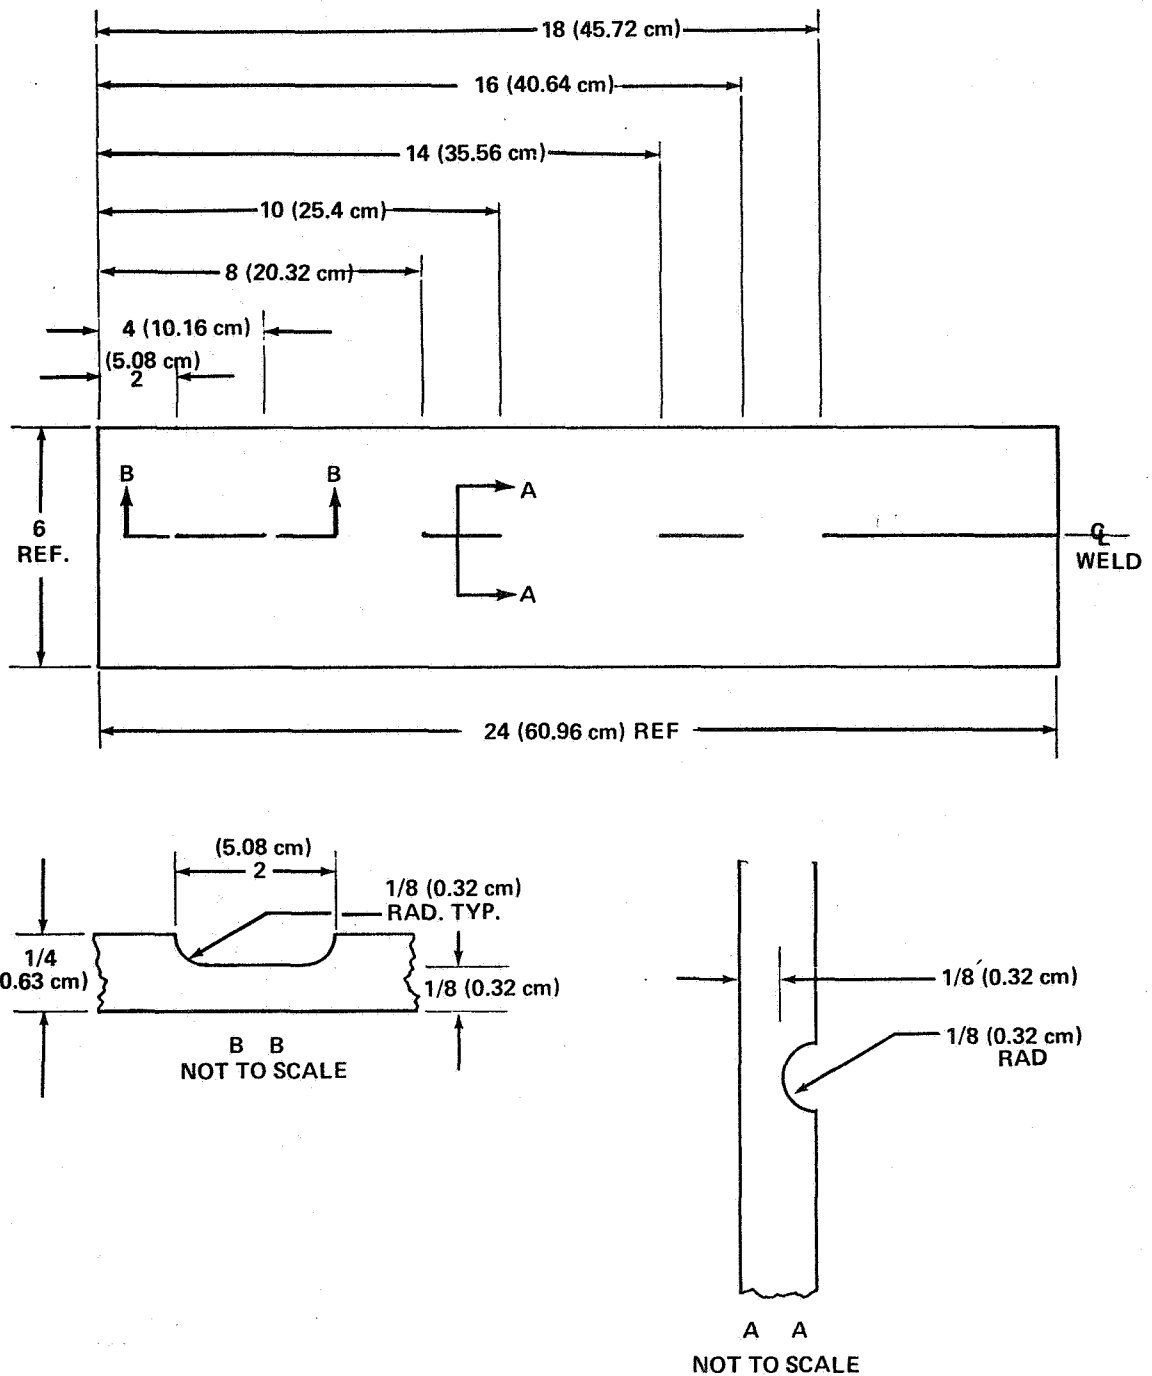 18 (45.72 cm)
16 (40.64 cm)
14 (35.56 cm)
10 (25.4 cm)
8 (20.32 cm)
4 (10.16 cm)
(5.08 cm)
2
B
B
A
6
REF.
A
℄
WELD
24 (60.96 cm) REF
(5.08 cm)
2
1/8 (0.32 cm)
RAD. TYP.
1/4
0.63 cm)
1/8 (0.32 cm)
B B
NOT TO SCALE
1/8 (0.32 cm)
1/8 (0.32 cm)
RAD
A A
NOT TO SCALE